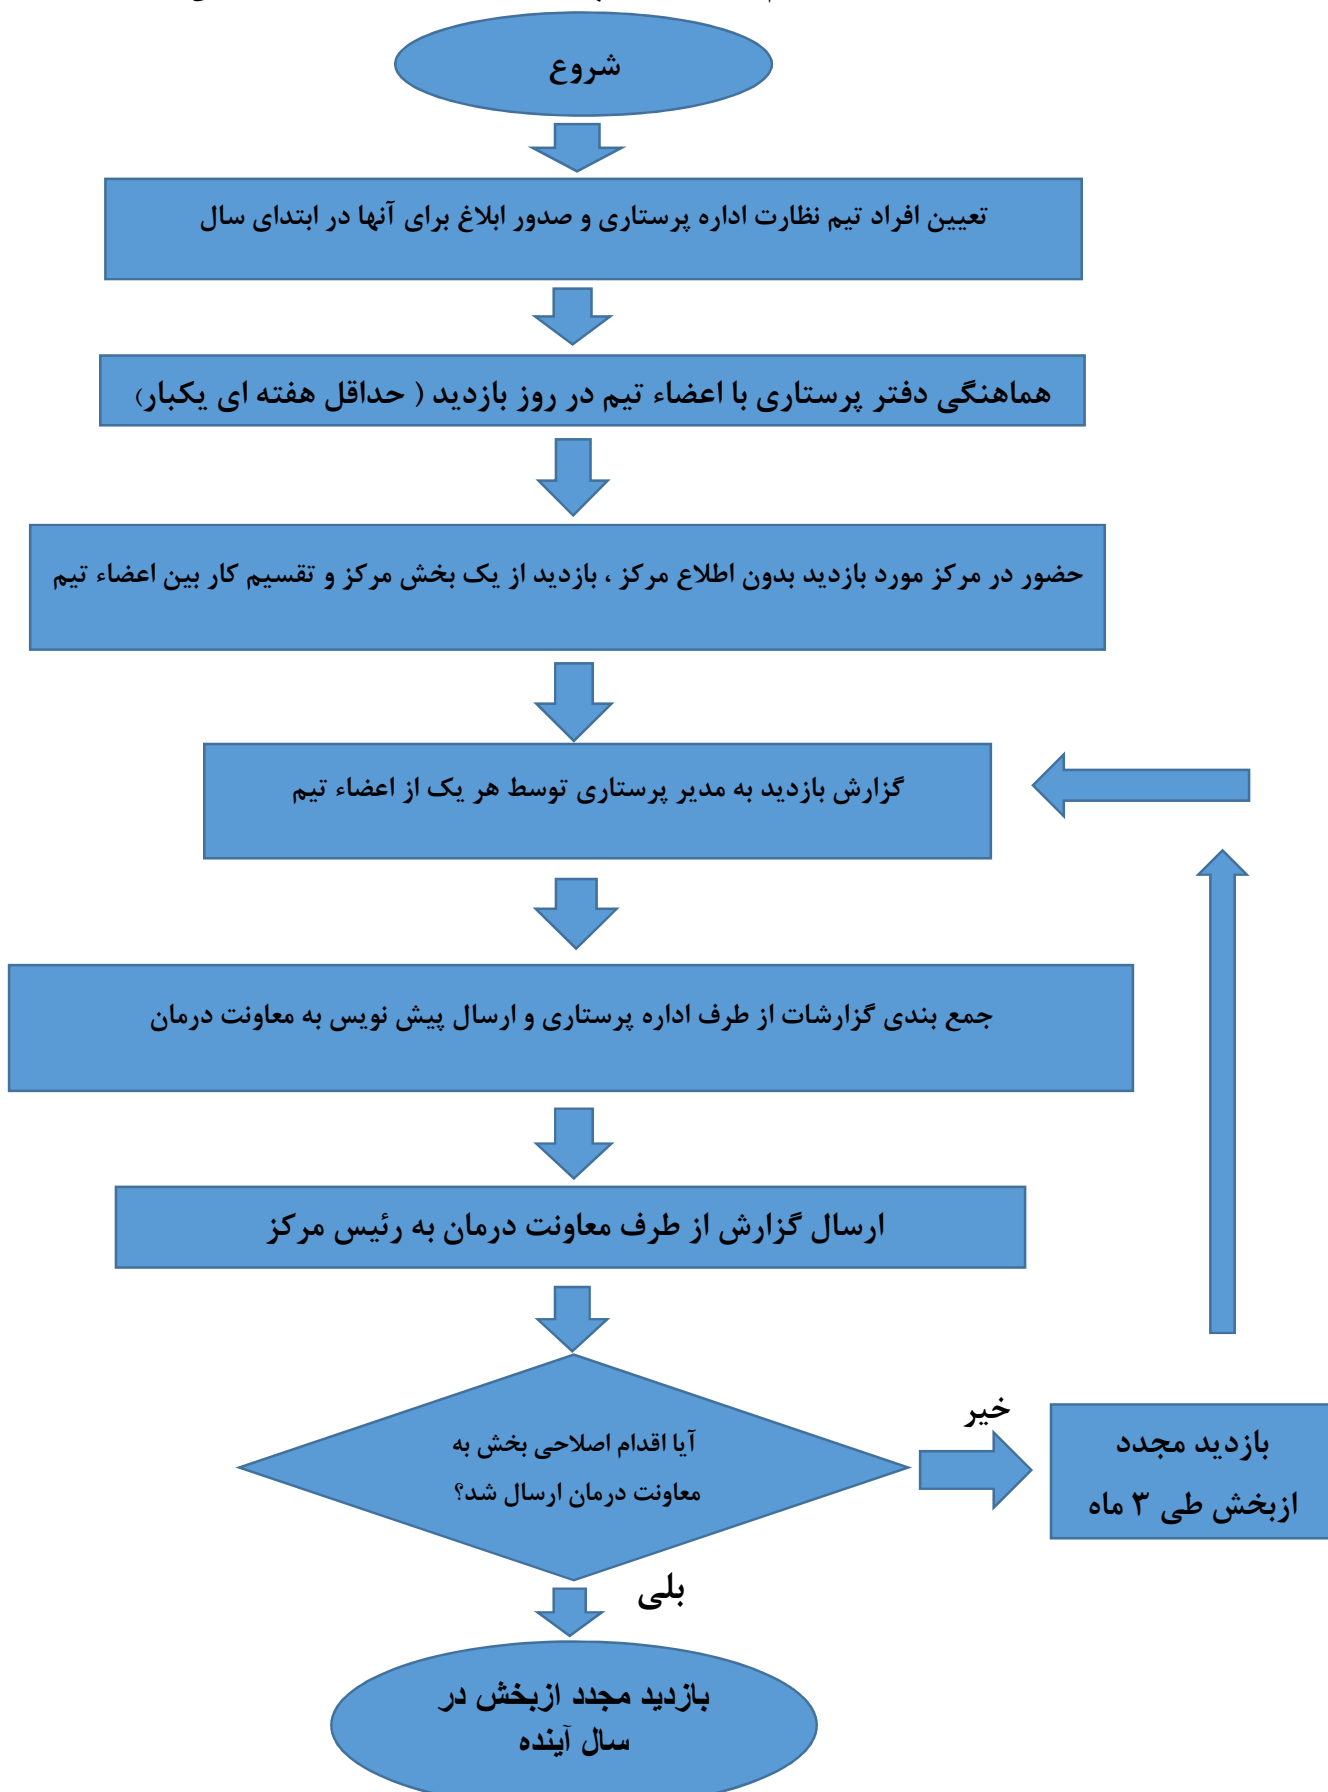 شروع
تعیین افراد تیم نظارت اداره پرستاری و صدور ابلاغ برای آنها در ابتدای سال
هماهنگی دفتر پرستاری با اعضاء تیم در روز بازدید ( حداقل هفته ای یکبار)
حضور در مرکز مورد بازدید بدون اطلاع مرکز ، بازدید از یک بخش مرکز و تقسیم کار بین اعضاء تیم
گزارش بازدید به مدیر پرستاری توسط هر یک از اعضاء تیم
جمع بندی گزارشات از طرف اداره پرستاری و ارسال پیش نویس به معاونت درمان
ارسال گزارش از طرف معاونت درمان به رئیس مرکز
آیا اقدام اصلاحی بخش به
معاونت درمان ارسال شد؟
خیر
بازدید مجدد
ازبخش طی ۳ ماه
بلی
بازدید مجدد ازبخش در
سال آینده